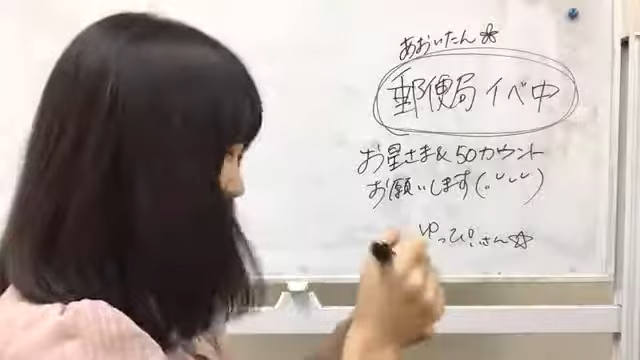 あおいたん☆
郵便局イベ中
お星さま&50カウント
お願いします(ᵕᴗᴗ)
ゆっぴ。さん☆